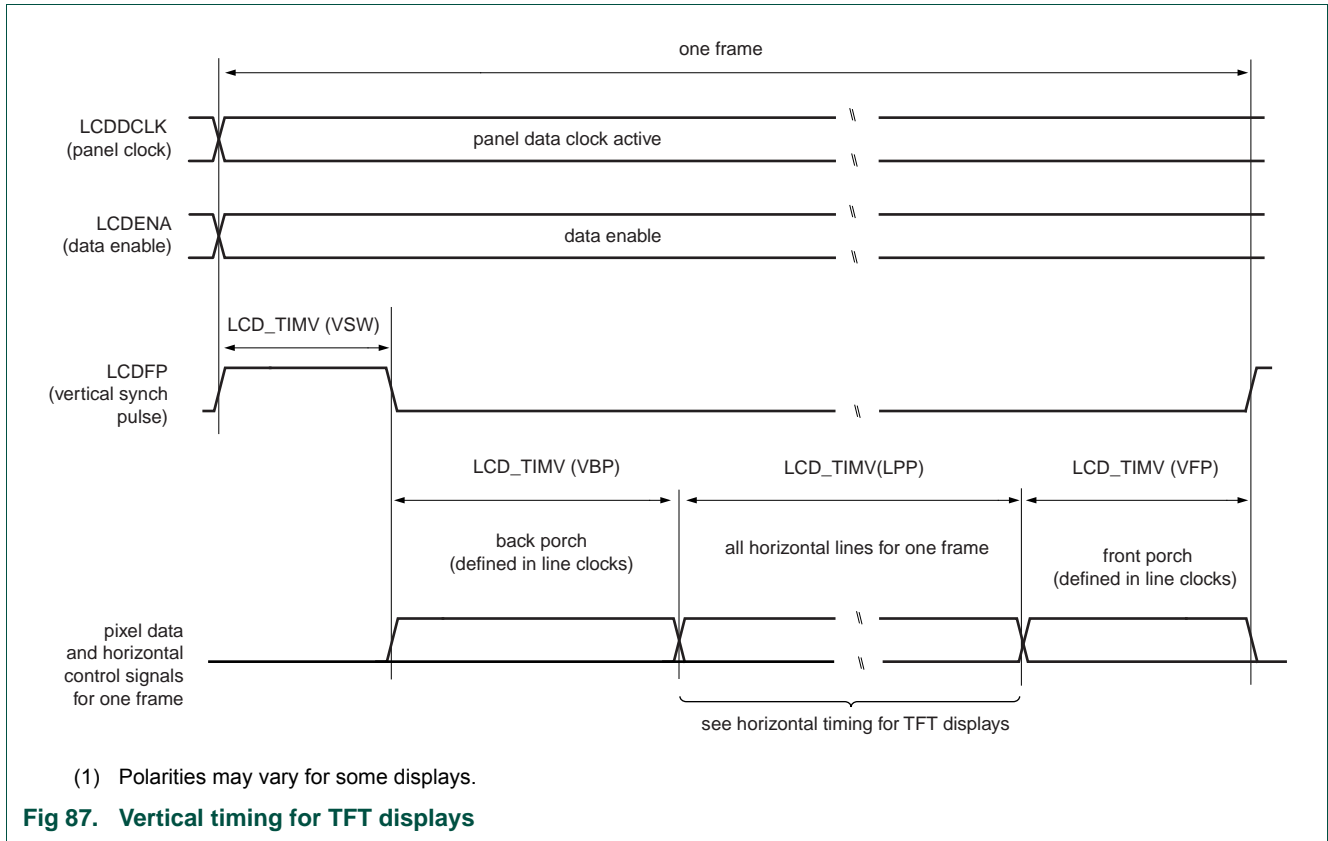 one frame
LCDDCLK
(panel clock)
panel data clock active
LCDENA
(data enable)
data enable
LCD_TIMV (VSW)
LCDFP
(vertical synch
pulse)
LCD_TIMV (VBP)
LCD_TIMV(LPP)
LCD_TIMV (VFP)
back porch
(defined in line clocks)
all horizontal lines for one frame
front porch
(defined in line clocks)
pixel data
and horizontal
control signals
for one frame
see horizontal timing for TFT displays
(1) Polarities may vary for some displays.
Fig 87. Vertical timing for TFT displays